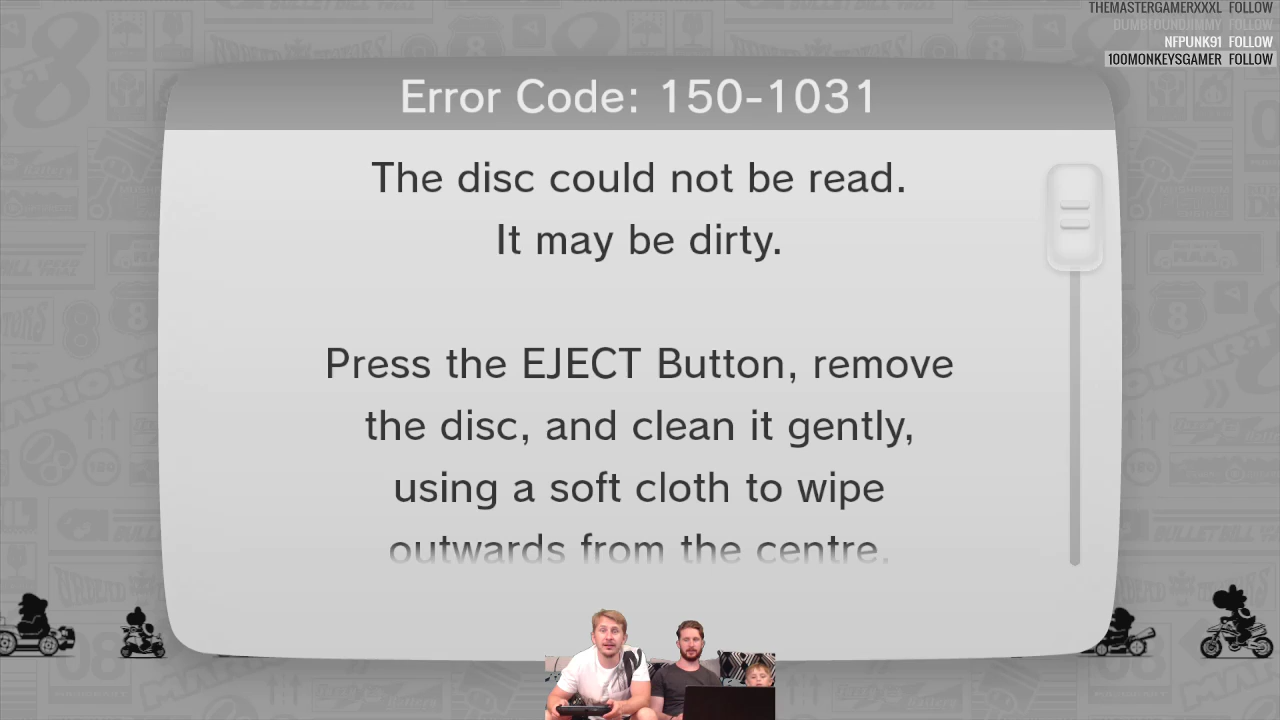 THEMASTERGAMERXXXL FOLLOW
DUMBFOUNDJIMMY FOLLOW
NFPUNK91 FOLLOW
100MONKEYSGAMER FOLLOW
Error Code: 150-1031
The disc could not be read.
It may be dirty.
Press the EJECT Button, remove
the disc, and clean it gently,
using a soft cloth to wipe
outwards from the centre.